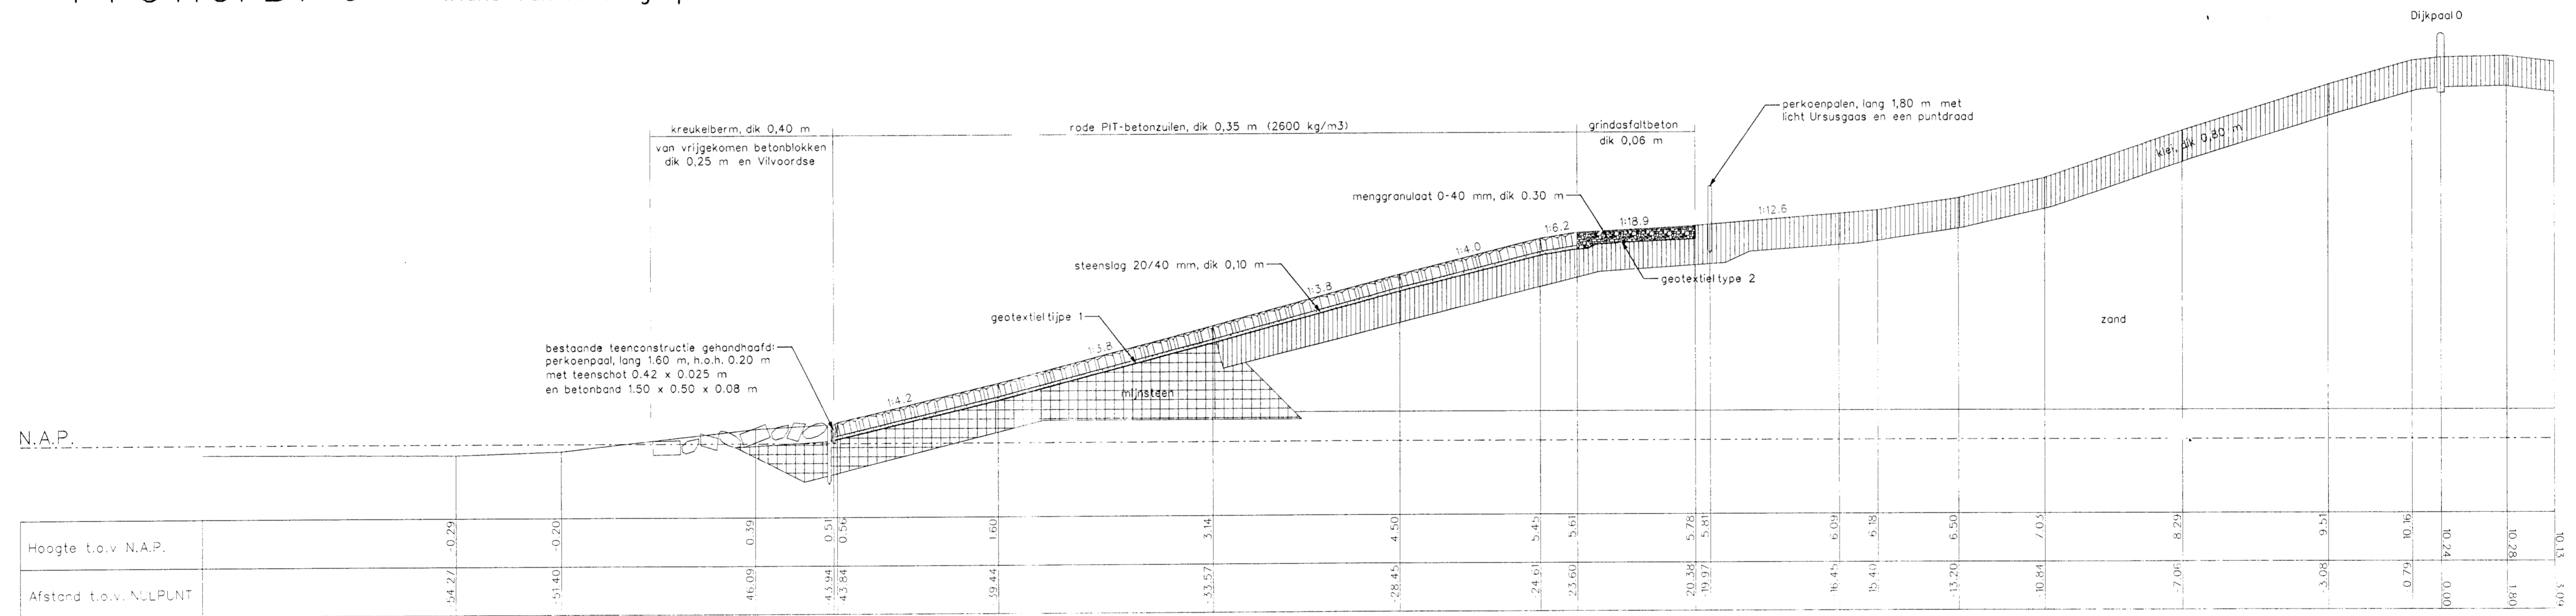 Dijkpaal 0
perkoenpalen, lang 1,80 m met
licht Ursusgaas en een puntdraad
kreukelberm, dik 0,40 m
rode PIT-betonzuilen, dik 0,35 m (2600 kg/m3)
grindasfaltbeton
dik 0,06 m
van vrijgekomen betonblokken
dik 0,25 m en Vilvoordse
klei, dik 0,80 m
menggranulaat 0-40 mm, dik 0.30 m
1:6.2
1:18.9
1:12.6
1:4.0
steenslag 20/40 mm, dik 0,10 m
geotextiel type 2
1:3.8
geotextiel tijpe 1
zand
bestaande teenconstructie gehandhaafd:
perkoenpaal, lang 1.60 m, h.o.h. 0.20 m
met teenschot 0.42 x 0.025 m
en betonband 1.50 x 0.50 x 0.08 m
1:3.8
1:4.2
mijnsteen
N.A.P.
Hoogte t.o.v N.A.P.
-0.29
-0.20
0.39
0.51
0.56
1.60
3.14
4.50
5.45
5.61
5.78
5.81
6.09
6.18
6.50
7.03
8.29
9.51
10.16
10.24
10.28
10.13
Afstand t.o.v. NULPUNT
54.27
-51.40
46.09
43.94
43.84
39.44
-33.57
-28.45
-24.61
-23.60
20.38
-19.97
16.45
15.40
-13.20
-10.84
-7.06
-3.08
0.79
0.00
1.80